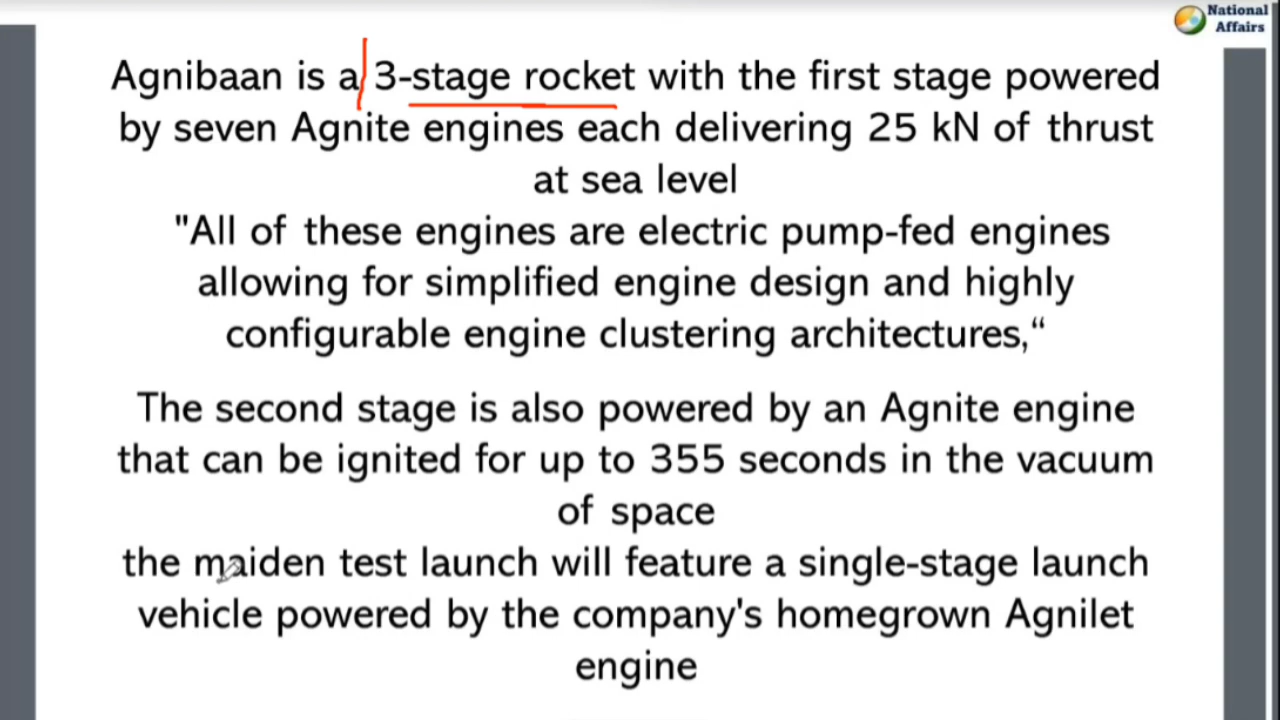 National
Affairs
Agnibaan is a 3-stage rocket with the first stage powered
by seven Agnite engines each delivering 25 kN of thrust
at sea level
"All of these engines are electric pump-fed engines
allowing for simplified engine design and highly
configurable engine clustering architectures,“
The second stage is also powered by an Agnite engine
that can be ignited for up to 355 seconds in the vacuum
of space
the maiden test launch will feature a single-stage launch
vehicle powered by the company's homegrown Agnilet
engine